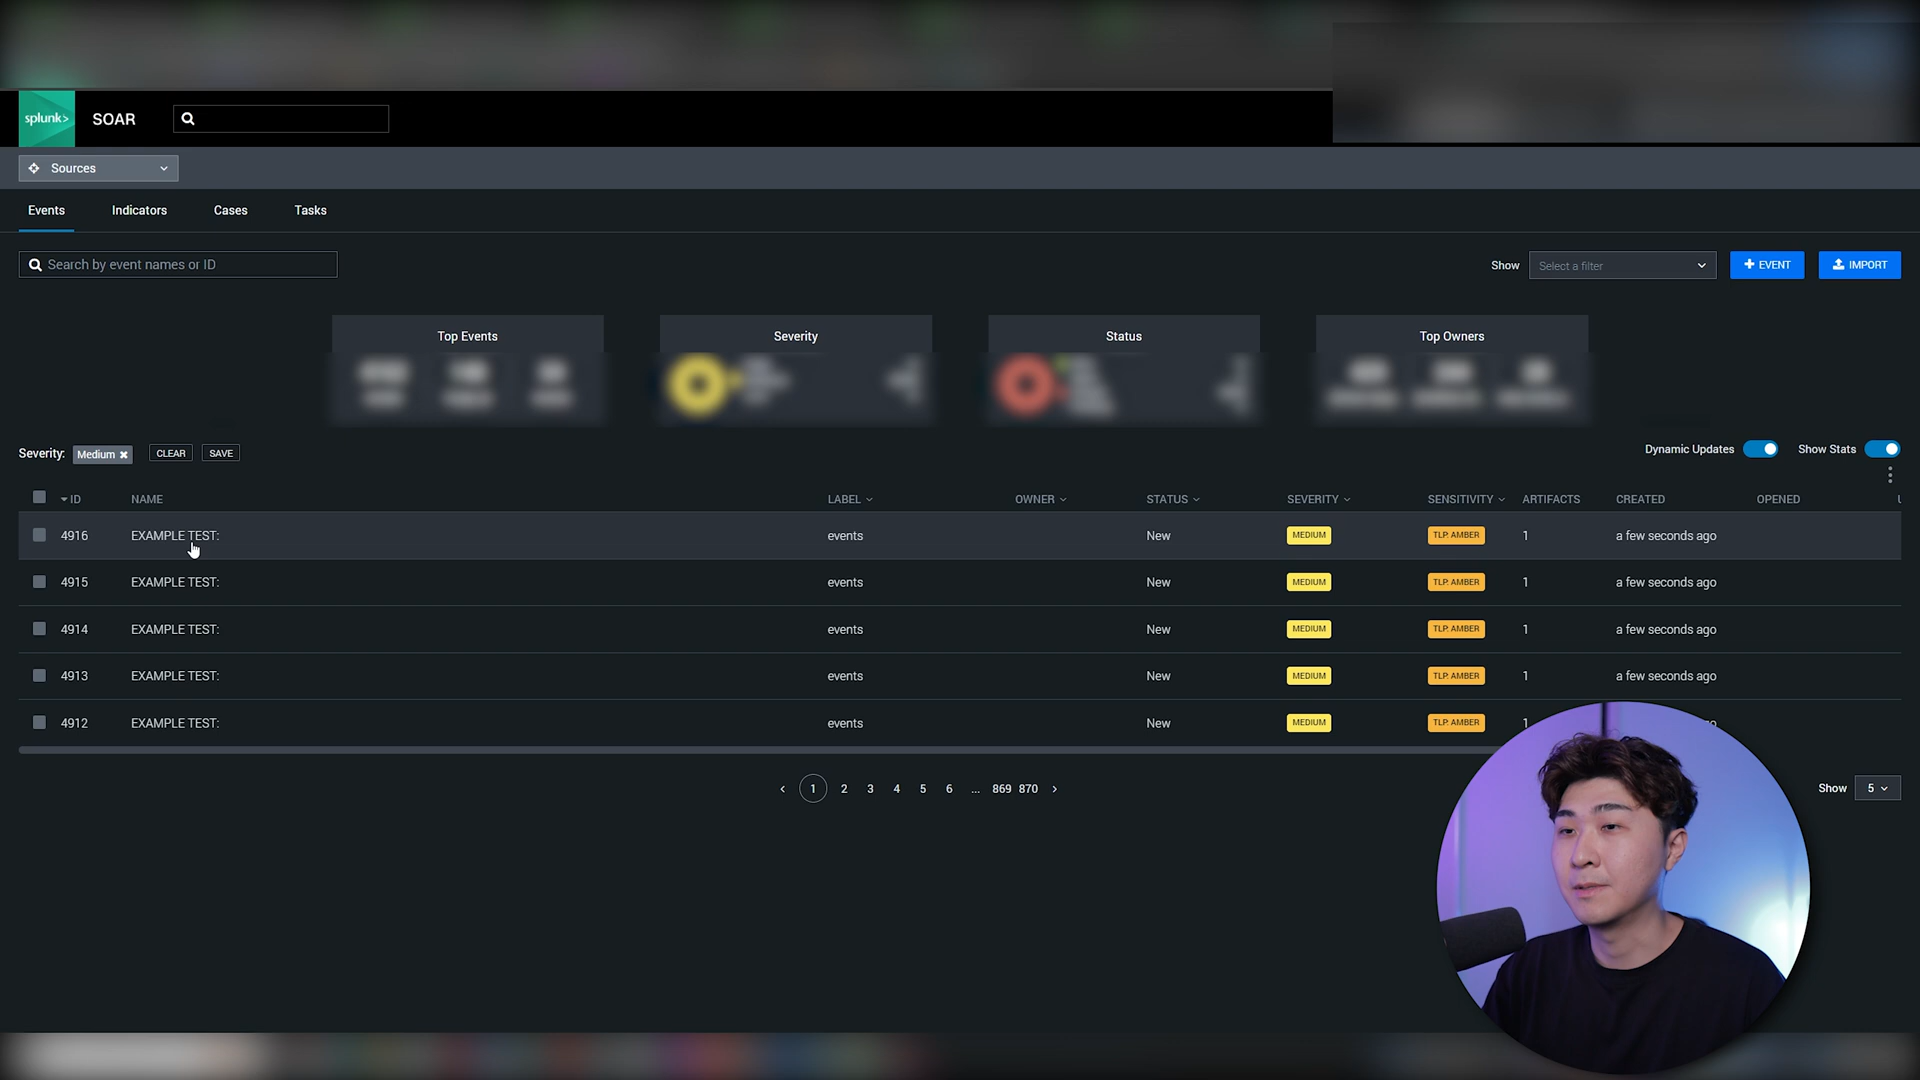 splunk> SOAR
Sources
Events Indicators Cases Tasks
Search by event names or ID
Show Select a filter + EVENT IMPORT
Top Events Severity Status Top Owners
Severity: Medium × CLEAR SAVE
Dynamic Updates Show Stats
ID NAME LABEL OWNER STATUS SEVERITY SENSITIVITY ARTIFACTS CREATED OPENED
4916 EXAMPLE TEST: events New MEDIUM TLP: AMBER 1 a few seconds ago
4915 EXAMPLE TEST: events New MEDIUM TLP: AMBER 1 a few seconds ago
4914 EXAMPLE TEST: events New MEDIUM TLP: AMBER 1 a few seconds ago
4913 EXAMPLE TEST: events New MEDIUM TLP: AMBER 1 a few seconds ago
4912 EXAMPLE TEST: events New MEDIUM TLP: AMBER 1
‹ 1 2 3 4 5 6 ... 869 870 ›
Show 5